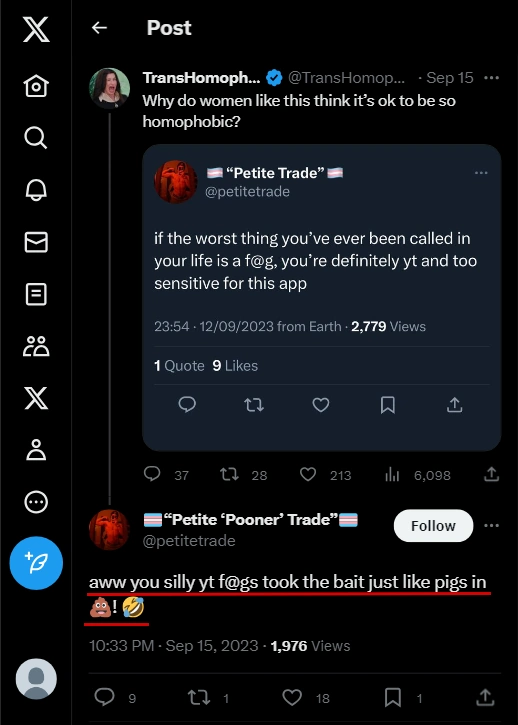 Post
TransHomoph... @TransHomop... · Sep 15
Why do women like this think it's ok to be so
homophobic?
"Petite Trade"
@petitetrade
if the worst thing you've ever been called in
your life is a f@g, you're definitely yt and too
sensitive for this app
23:54 · 12/09/2023 from Earth · 2,779 Views
1 Quote 9 Likes
37 28 213 6,098
"Petite 'Pooner' Trade"
@petitetrade
Follow
aww you silly yt f@gs took the bait just like pigs in
💩! 🤣
10:33 PM · Sep 15, 2023 · 1,976 Views
9 1 18 1